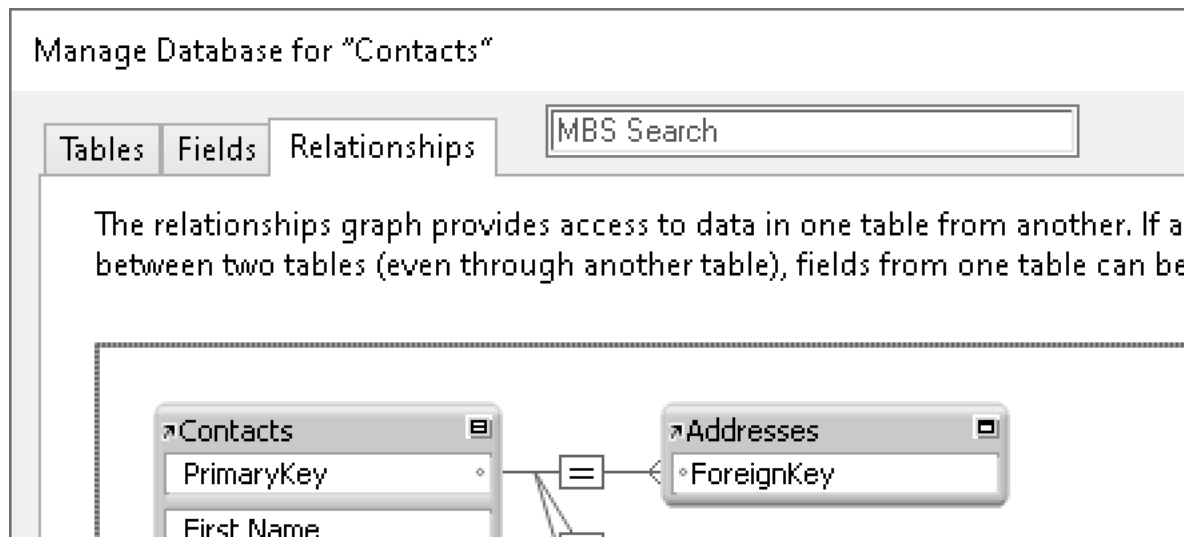 Manage Database for “Contacts“
Tables Fields Relationships MBS Search
The relationships graph provides access to data in one table from another. If a
between two tables (even through another table), fields from one table can be
Contacts Addresses
PrimaryKey = ForeignKey
First Name